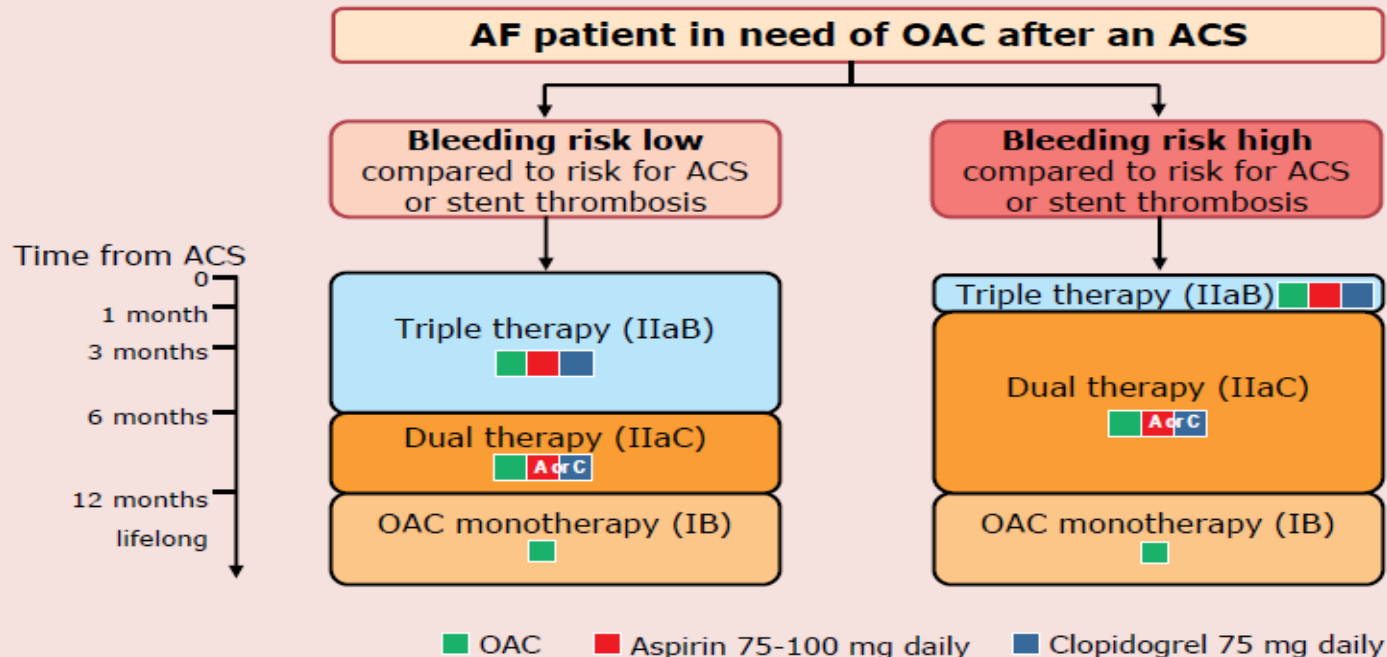 AF patient in need of OAC after an ACS
Bleeding risk low
compared to risk for ACS
or stent thrombosis
Bleeding risk high
compared to risk for ACS
or stent thrombosis
Time from ACS
0
1 month
3 months
6 months
12 months
lifelong
Triple therapy (IIaB)
Dual therapy (IIaC)
A or C
OAC monotherapy (IB)
Triple therapy (IIaB)
Dual therapy (IIaC)
A or C
OAC monotherapy (IB)
OAC
Aspirin 75-100 mg daily
Clopidogrel 75 mg daily